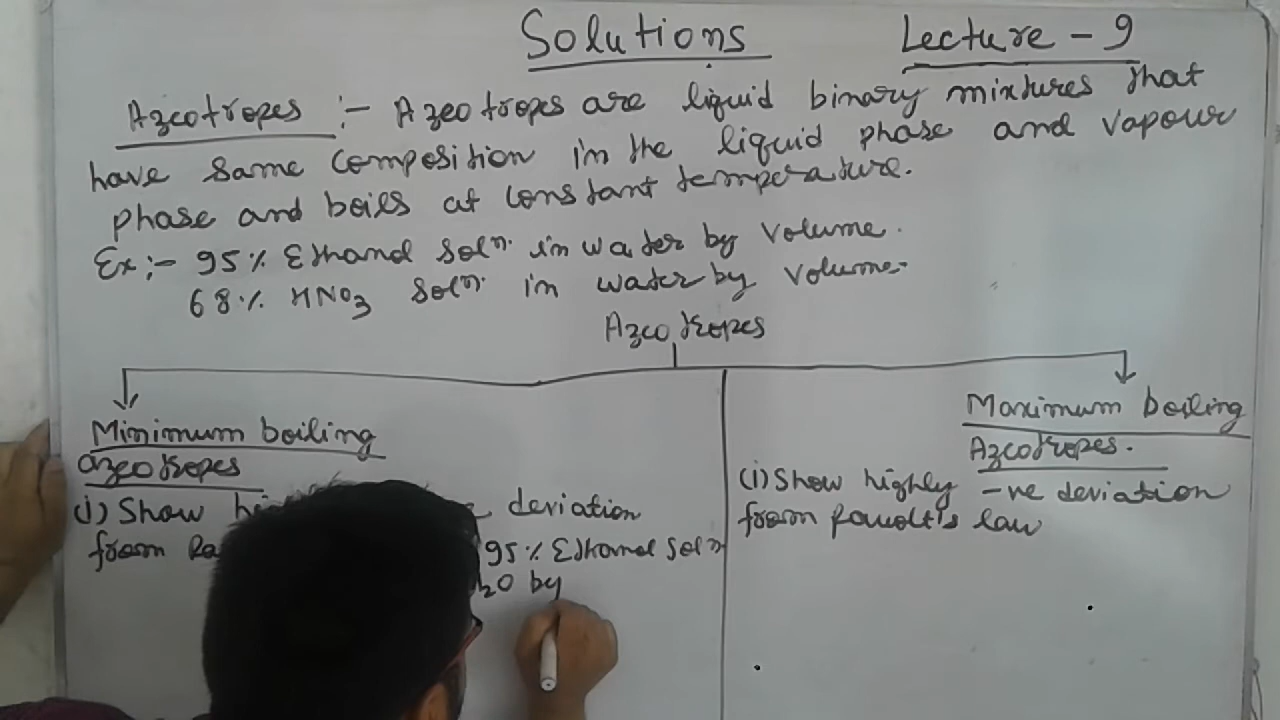 Solutions Lecture - 9
Azeotropes :- Azeotropes are liquid binary mixtures that
have same composition in the liquid phase and vapour
phase and boils at constant temperature.
Ex:- 95% Ethanol solⁿ. in water by volume.
68% HNO₃ solⁿ. in water by volume.
Azeotropes
Minimum boiling
azeotropes
(i) Show deviation
from 95% Ethanol solⁿ
by
Maximum boiling
Azeotropes.
(i) Show highly -ve deviation
from Raoult's law